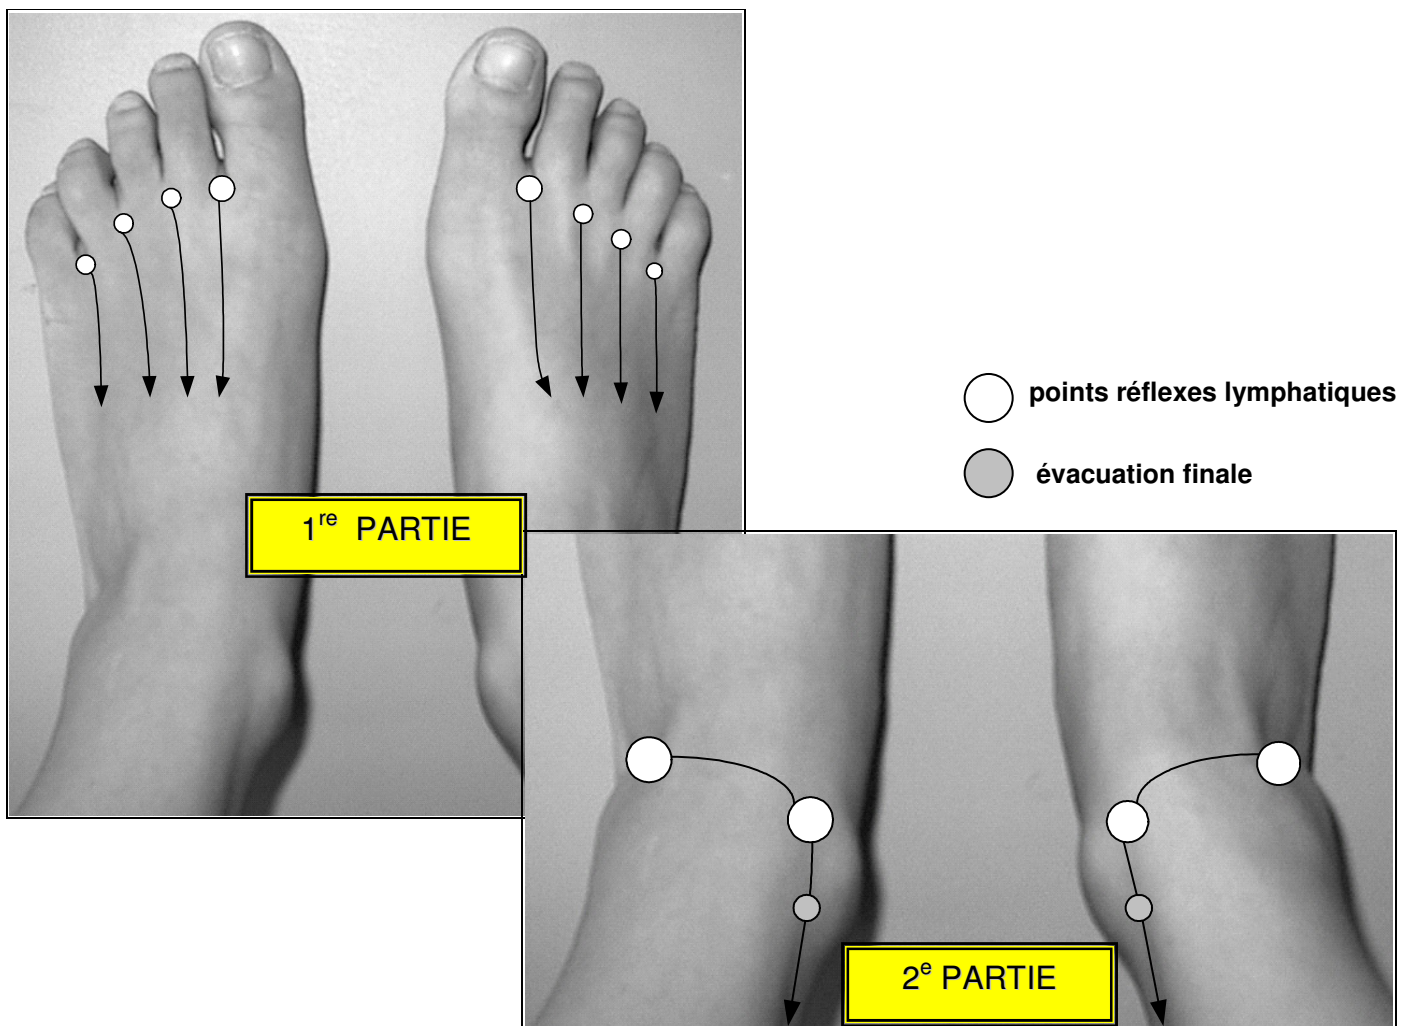 points réflexes lymphatiques
évacuation finale
1re PARTIE
2e PARTIE